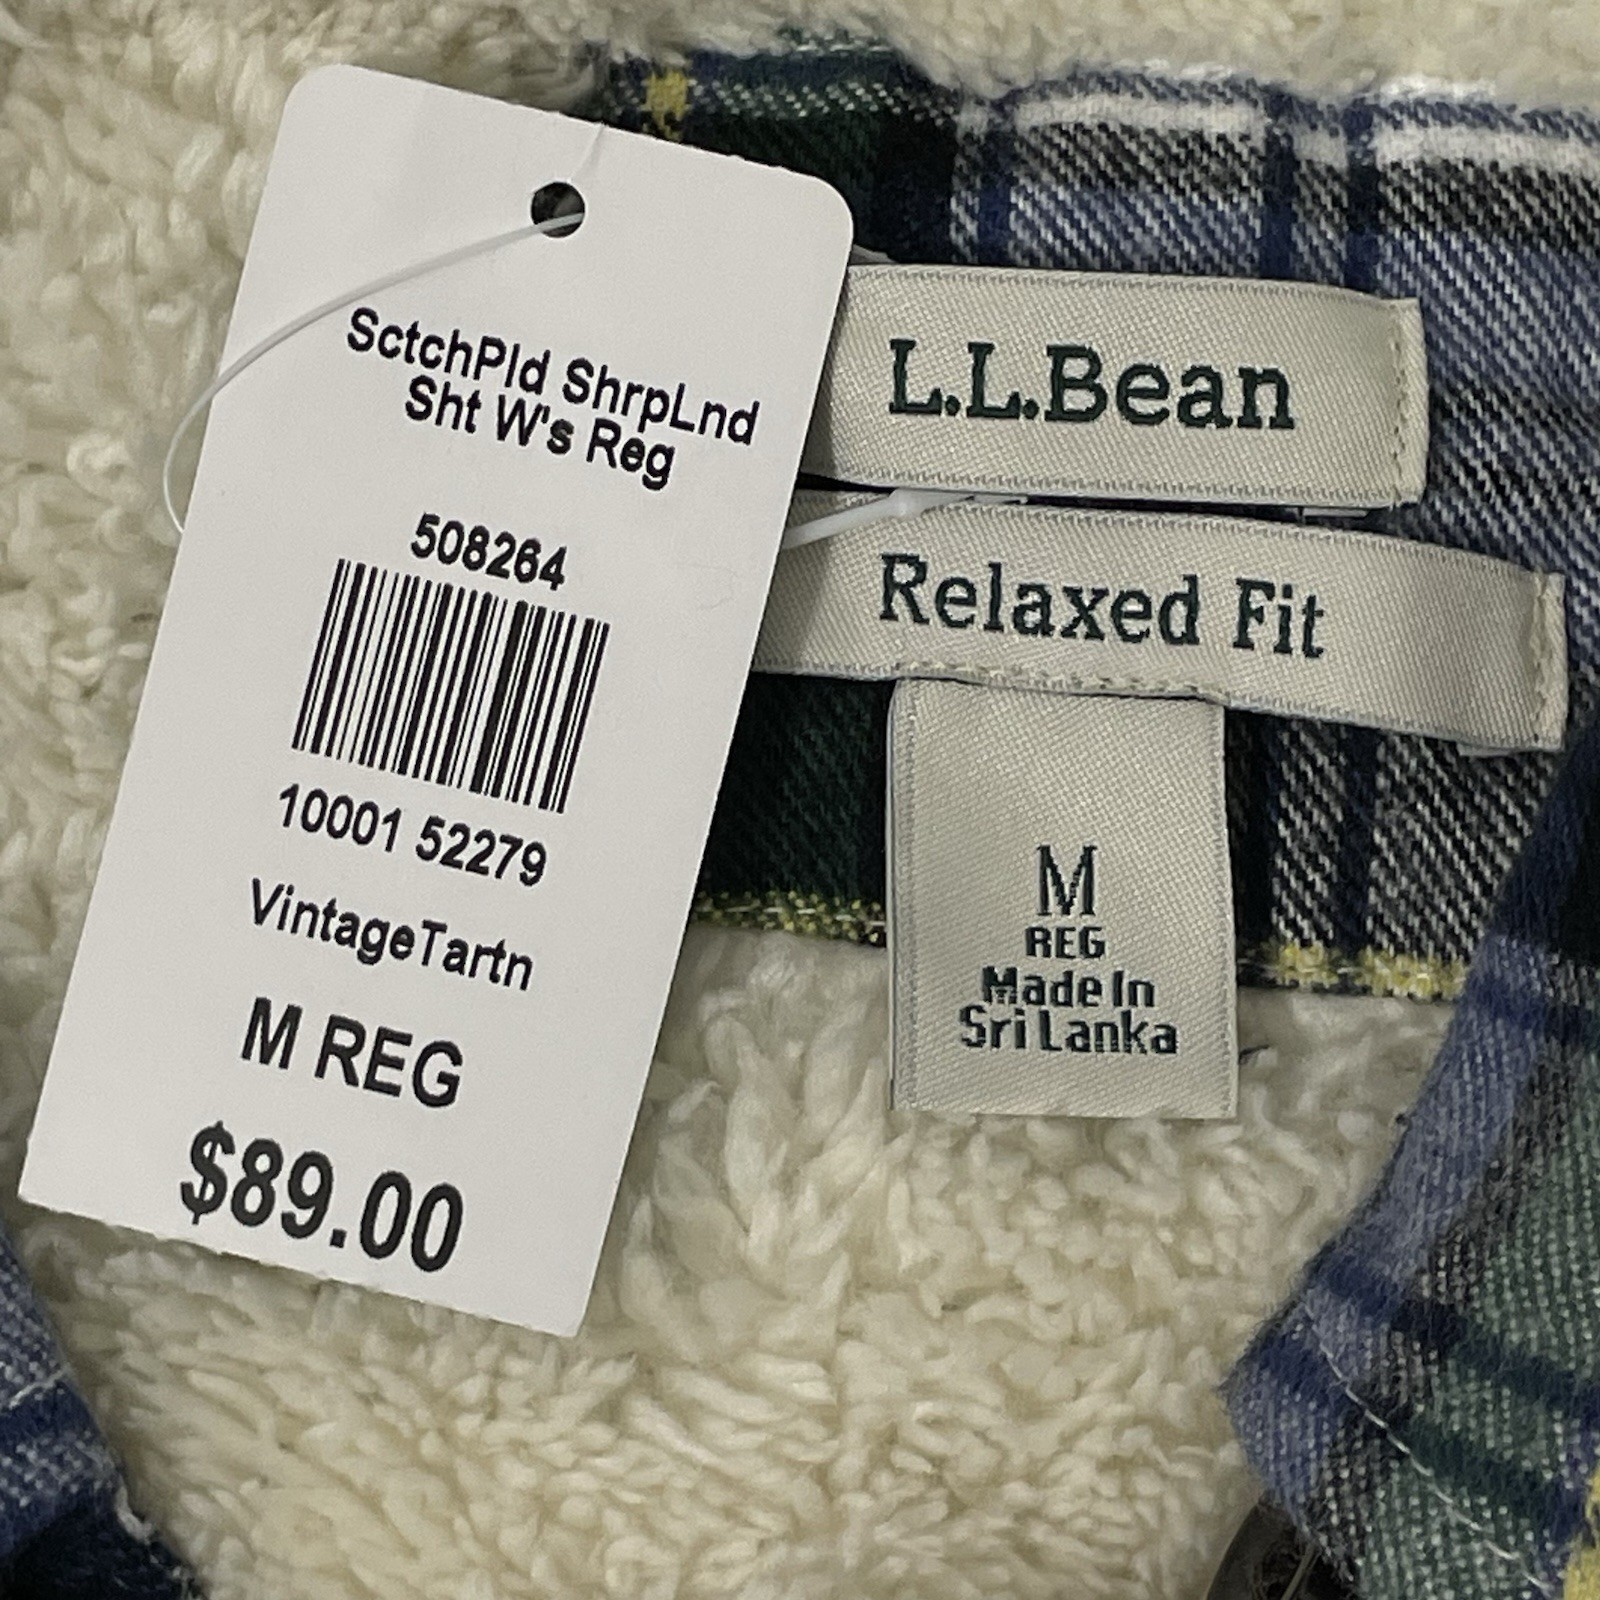 SctchPld ShrpLnd
Sht W's Reg
508264
10001 52279
VintageTartn
M REG
$89.00
L.L.Bean
Relaxed Fit
M
REG
Made In
Sri Lanka